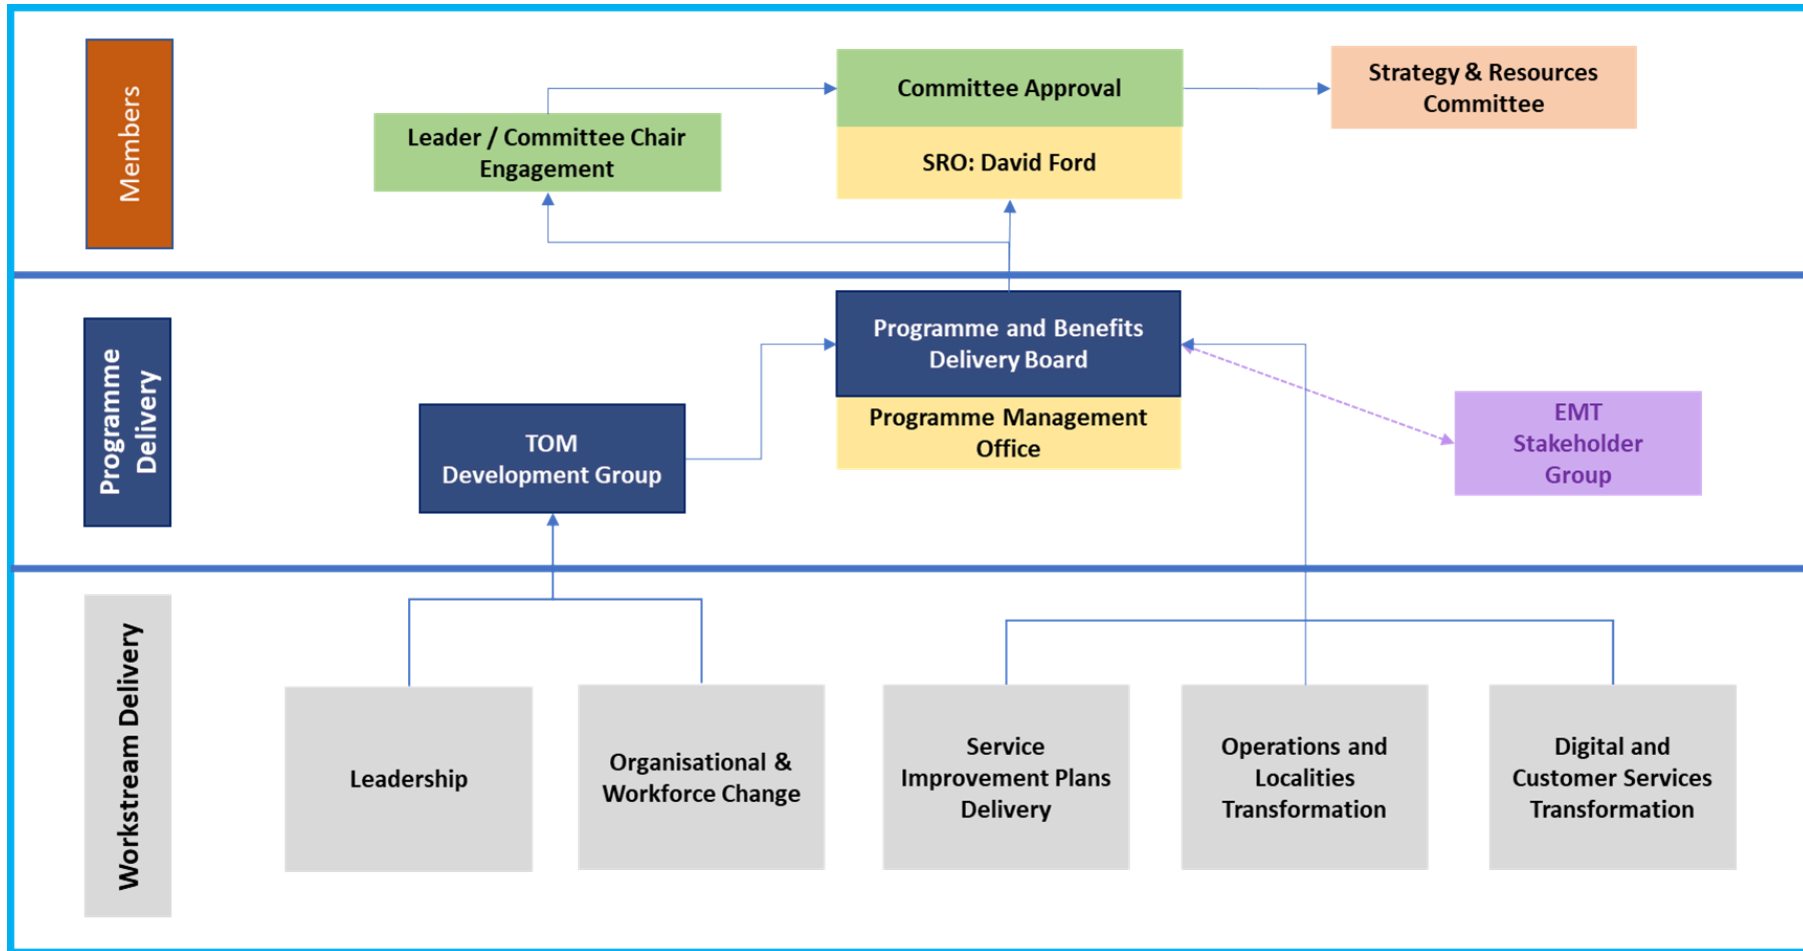 Members
Committee Approval
Strategy & Resources
Committee
Leader / Committee Chair
Engagement
SRO: David Ford
Programme
Delivery
Programme and Benefits
Delivery Board
Programme Management
Office
TOM
Development Group
EMT
Stakeholder
Group
Workstream Delivery
Leadership
Organisational &
Workforce Change
Service
Improvement Plans
Delivery
Operations and
Localities
Transformation
Digital and
Customer Services
Transformation